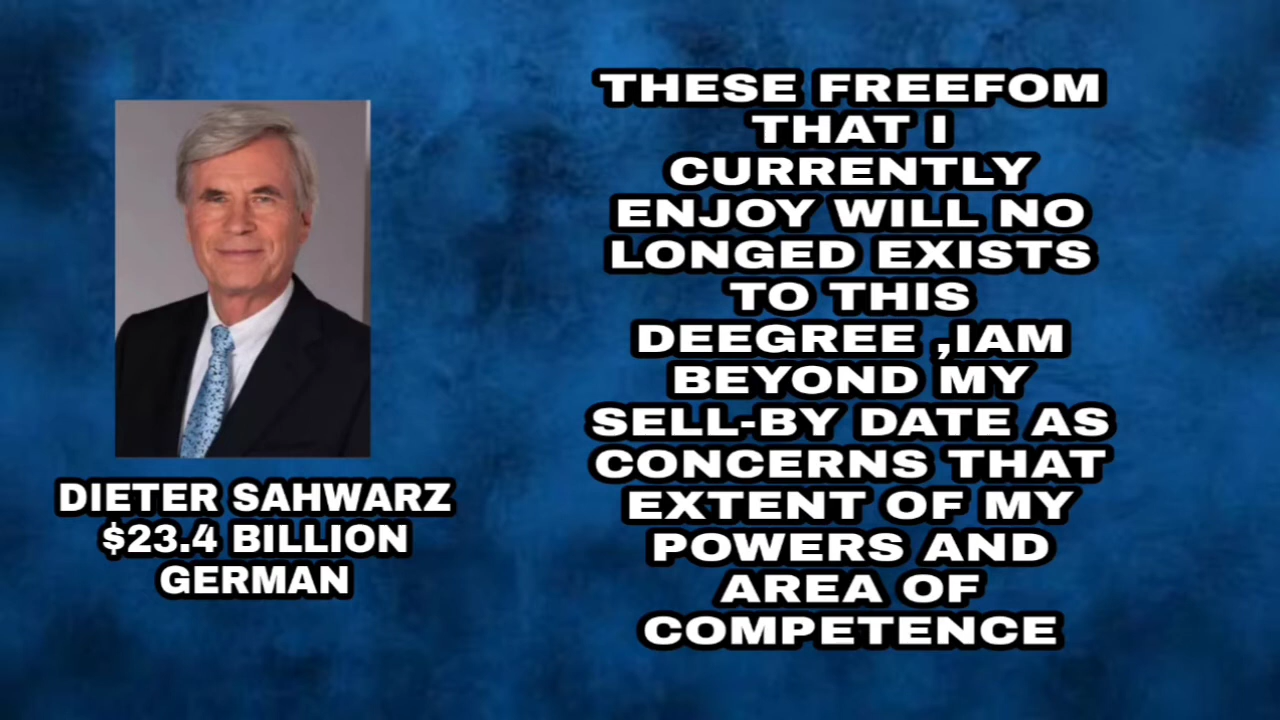 DIETER SAHWARZ
$23.4 BILLION
GERMAN
THESE FREEFOM
THAT I
CURRENTLY
ENJOY WILL NO
LONGED EXISTS
TO THIS
DEEGREE ,IAM
BEYOND MY
SELL-BY DATE AS
CONCERNS THAT
EXTENT OF MY
POWERS AND
AREA OF
COMPETENCE